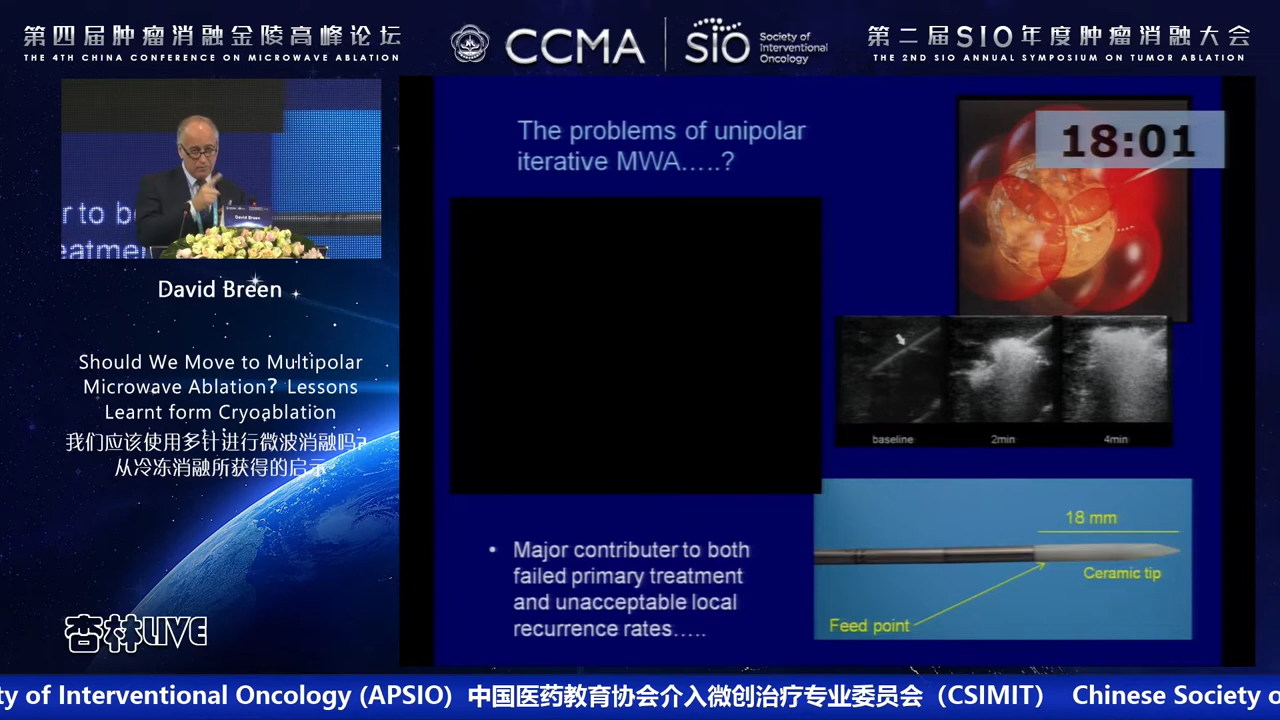 第四届肿瘤消融金陵高峰论坛
THE 4TH CHINA CONFERENCE ON MICROWAVE ABLATION
CCMA
SIO
Society of
Interventional
Oncology
第二届SIO年度肿瘤消融大会
THE 2ND SIO ANNUAL SYMPOSIUM ON TUMOR ABLATION
r to be
eatmen
David Breen
David Breen
Should We Move to Multipolar
Microwave Ablation？Lessons
Learnt form Cryoablation
我们应该使用多针进行微波消融吗?
从冷冻消融所获得的启示
杏林LIVE
The problems of unipolar
iterative MWA.....?
18:01
baseline
2min
4min
• Major contributer to both
failed primary treatment
and unacceptable local
recurrence rates.....
18 mm
Ceramic tip
Feed point
ty of Interventional Oncology (APSIO) 中国医药教育协会介入微创治疗专业委员会（CSIMIT） Chinese Society o